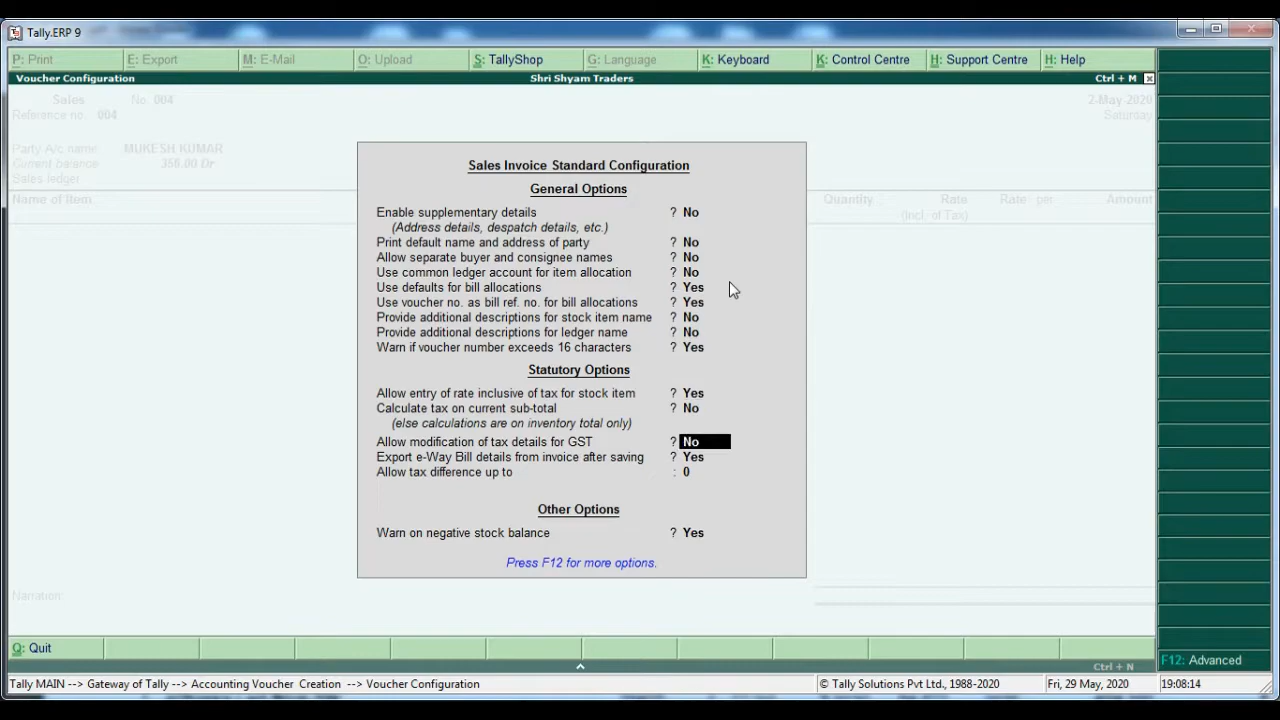 Tally.ERP 9
P: Print E: Export M: E-Mail O: Upload S: TallyShop G: Language K: Keyboard K: Control Centre H: Support Centre H: Help
Voucher Configuration Shri Shyam Traders Ctrl + M
Sales No. 004 2-May-2020
Reference no. 004 Saturday
Party A/c name: MUKESH KUMAR
Current balance 350.00 Dr
Sales ledger
Name of Item Quantity Rate Rate per Amount
(Incl. of Tax)
Sales Invoice Standard Configuration
General Options
Enable supplementary details ? No
(Address details, despatch details, etc.)
Print default name and address of party ? No
Allow separate buyer and consignee names ? No
Use common ledger account for item allocation ? No
Use defaults for bill allocations ? Yes
Use voucher no. as bill ref. no. for bill allocations ? Yes
Provide additional descriptions for stock item name ? No
Provide additional descriptions for ledger name ? No
Warn if voucher number exceeds 16 characters ? Yes
Statutory Options
Allow entry of rate inclusive of tax for stock item ? Yes
Calculate tax on current sub-total ? No
(else calculations are on inventory total only)
Allow modification of tax details for GST ? No
Export e-Way Bill details from invoice after saving ? Yes
Allow tax difference up to : 0
Other Options
Warn on negative stock balance ? Yes
Press F12 for more options.
Narration:
Q: Quit
F12: Advanced
Ctrl + N
Tally MAIN --> Gateway of Tally --> Accounting Voucher Creation --> Voucher Configuration © Tally Solutions Pvt Ltd., 1988-2020 Fri, 29 May, 2020 19:08:14